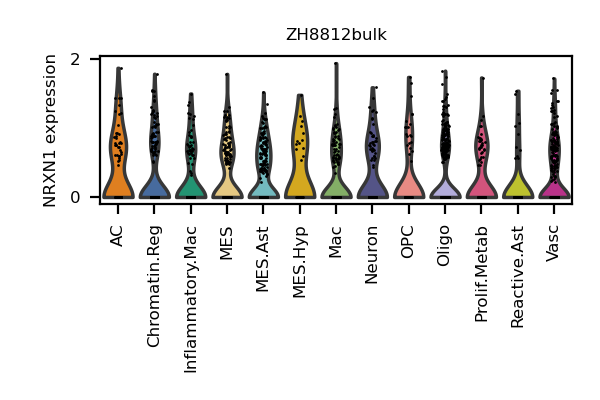 ZH8812bulk
NRXN1 expression
2
0
AC
Chromatin.Reg
Inflammatory.Mac
MES
MES.Ast
MES.Hyp
Mac
Neuron
OPC
Oligo
Prolif.Metab
Reactive.Ast
Vasc